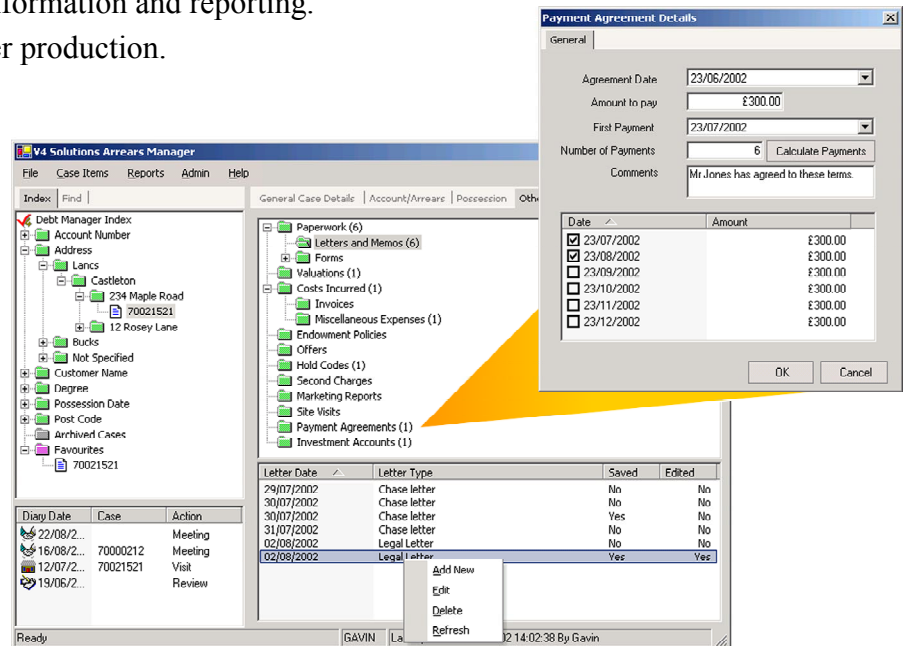 formation and reporting.
er production.
Payment Agreement Details
General
Agreement Date 23/06/2002
Amount to pay £300.00
First Payment 23/07/2002
Number of Payments 6 Calculate Payments
Comments Mr Jones has agreed to these terms.
Date Amount
23/07/2002 £300.00
23/08/2002 £300.00
23/09/2002 £300.00
23/10/2002 £300.00
23/11/2002 £300.00
23/12/2002 £300.00
OK Cancel
V4 Solutions Arrears Manager
File Case Items Reports Admin Help
Index Find
Debt Manager Index
Account Number
Address
Lancs
Castleton
234 Maple Road
70021521
12 Rosey Lane
Bucks
Not Specified
Customer Name
Degree
Possession Date
Post Code
Archived Cases
Favourites
70021521
General Case Details Account/Arrears Possession Othe
Paperwork (6)
Letters and Memos (6)
Forms
Valuations (1)
Costs Incurred (1)
Invoices
Miscellaneous Expenses (1)
Endowment Policies
Offers
Hold Codes (1)
Second Charges
Marketing Reports
Site Visits
Payment Agreements (1)
Investment Accounts (1)
Diary Date Case Action
22/08/2... Meeting
16/08/2... 70000212 Meeting
12/07/2... 70021521 Visit
19/06/2... Review
Letter Date Letter Type Saved Edited
29/07/2002 Chase letter No No
30/07/2002 Chase letter No No
30/07/2002 Chase letter Yes No
31/07/2002 Chase letter No No
02/08/2002 Legal Letter No No
02/08/2002 Legal Letter Yes Yes
Add New
Edit
Delete
Refresh
Ready GAVIN La 02 14:02:38 By Gavin